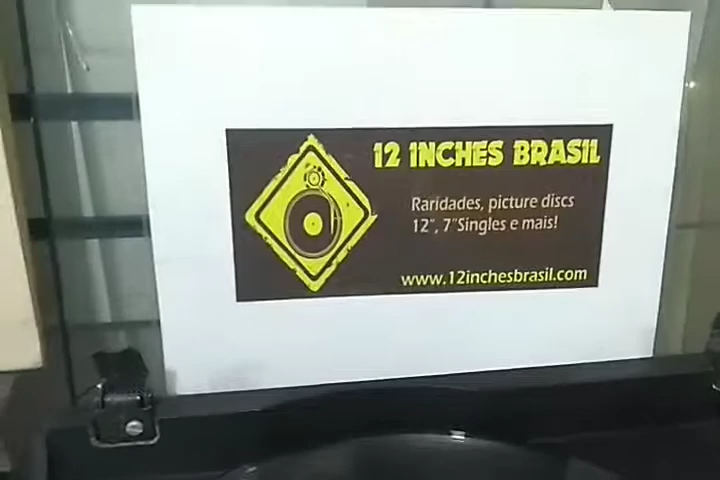 12 INCHES BRASIL
Raridades, picture discs
12", 7"Singles e mais!
www.12inchesbrasil.com